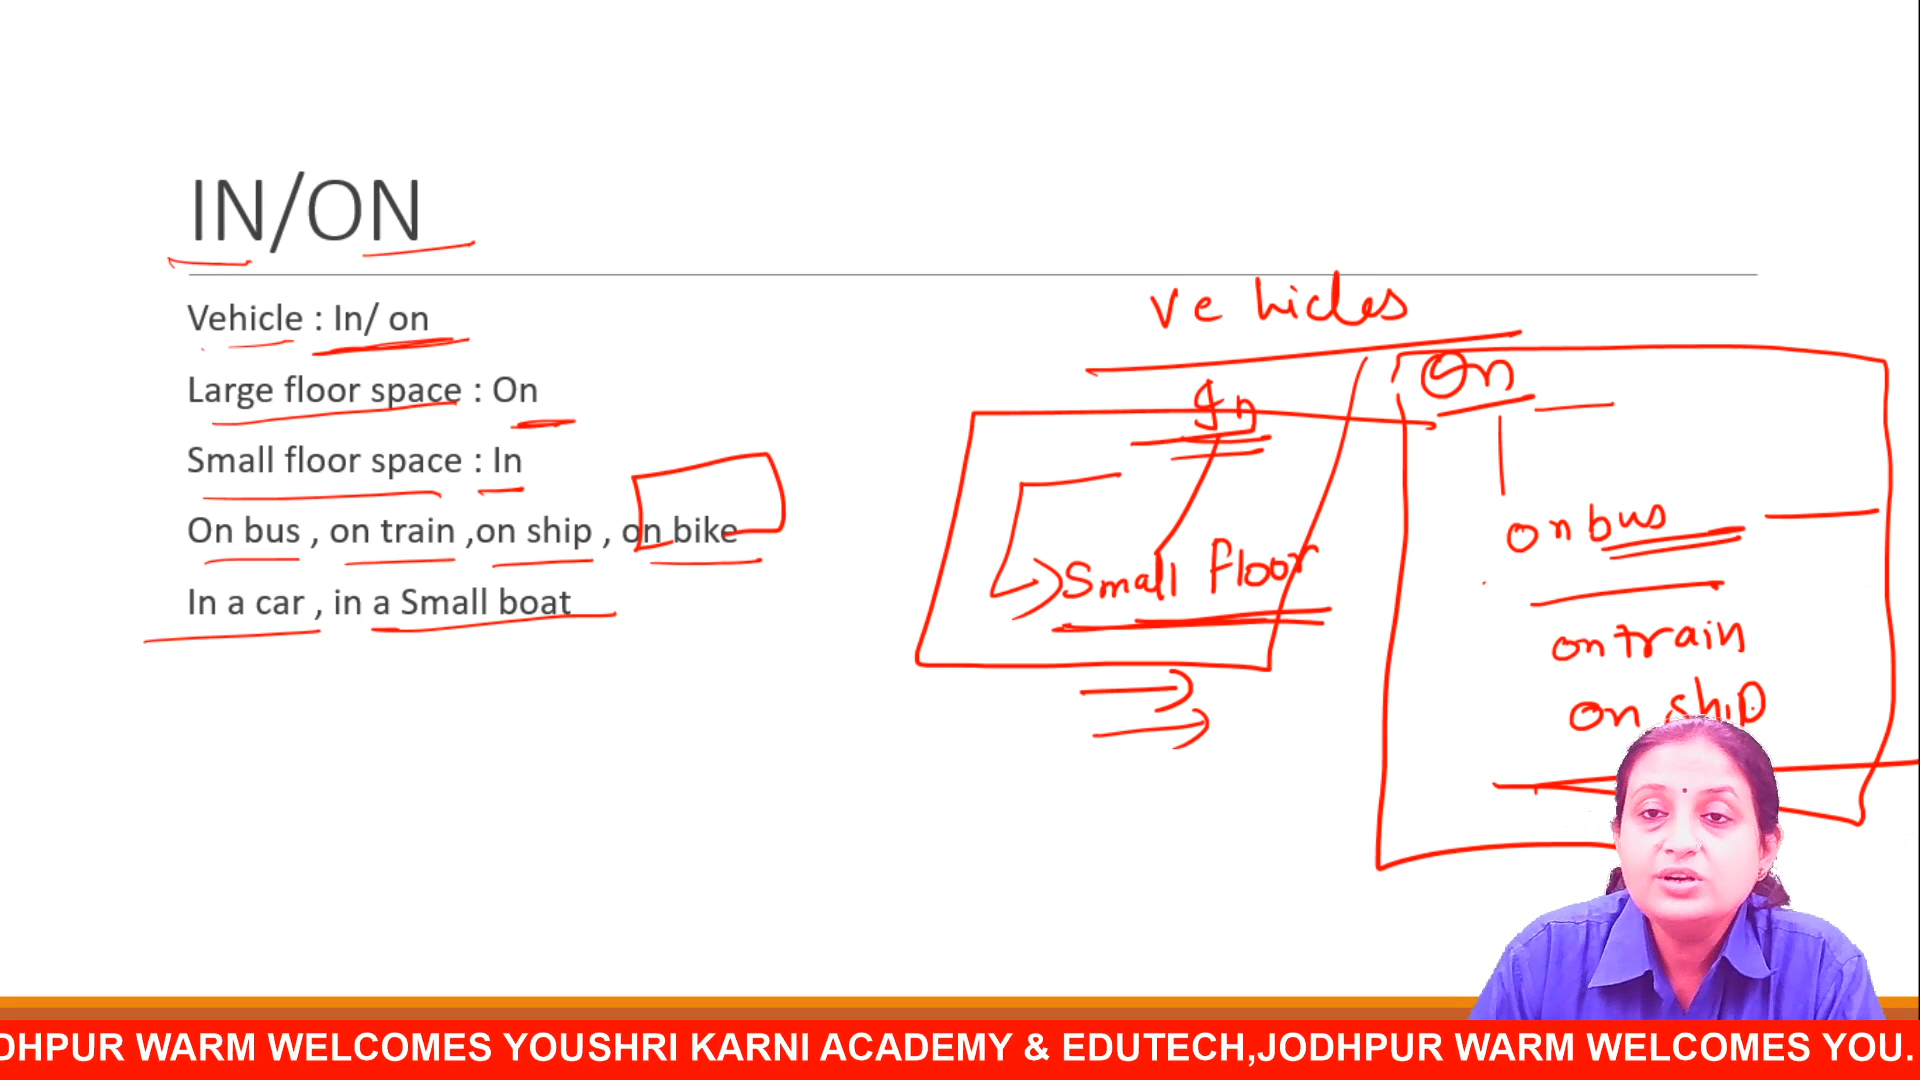 IN/ON
Vehicle : In/ on
Large floor space : On
Small floor space : In
On bus , on train ,on ship , on bike
In a car , in a Small boat
Vehicles
In
On
Small floor
on bus
on train
on ship
ODHPUR WARM WELCOMES YOUSHRI KARNI ACADEMY & EDUTECH,JODHPUR WARM WELCOMES YOU.